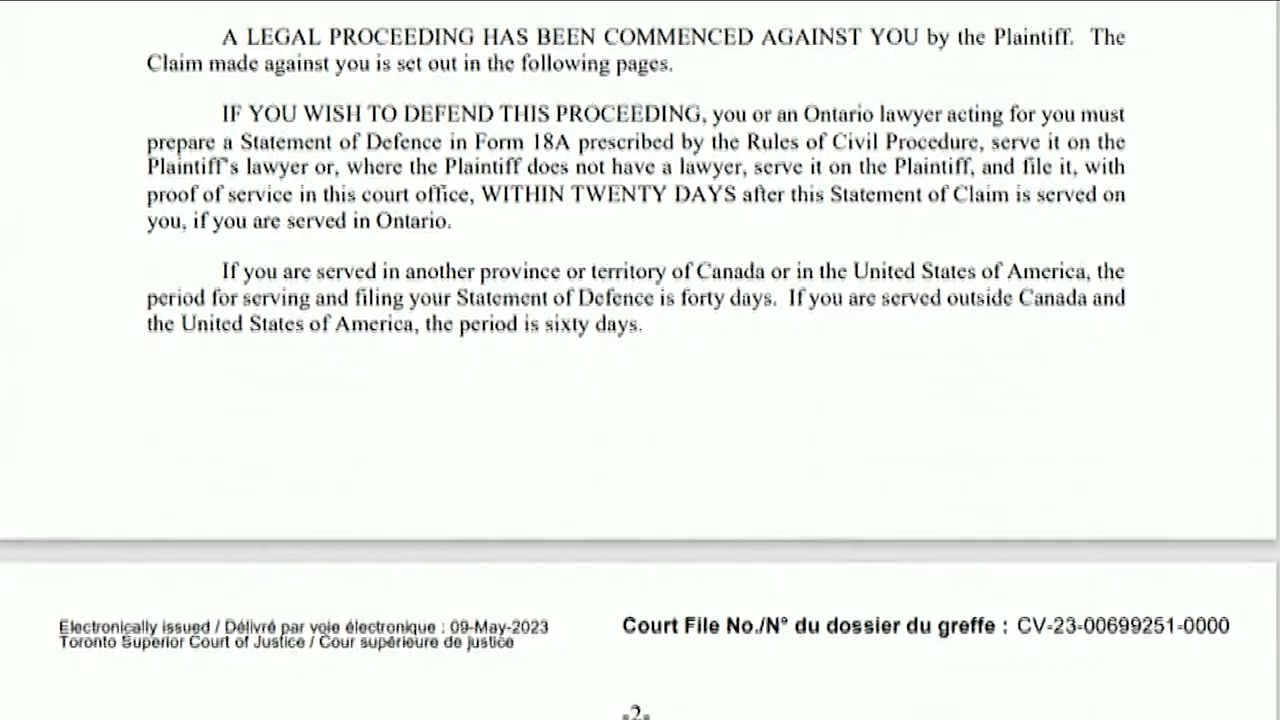 A LEGAL PROCEEDING HAS BEEN COMMENCED AGAINST YOU by the Plaintiff. The
Claim made against you is set out in the following pages.
IF YOU WISH TO DEFEND THIS PROCEEDING, you or an Ontario lawyer acting for you must
prepare a Statement of Defence in Form 18A prescribed by the Rules of Civil Procedure, serve it on the
Plaintiff's lawyer or, where the Plaintiff does not have a lawyer, serve it on the Plaintiff, and file it, with
proof of service in this court office, WITHIN TWENTY DAYS after this Statement of Claim is served on
you, if you are served in Ontario.
If you are served in another province or territory of Canada or in the United States of America, the
period for serving and filing your Statement of Defence is forty days. If you are served outside Canada and
the United States of America, the period is sixty days.
Electronically issued / Délivré par voie électronique : 09-May-2023
Toronto Superior Court of Justice / Cour supérieure de justice
Court File No./N° du dossier du greffe : CV-23-00699251-0000
-2-